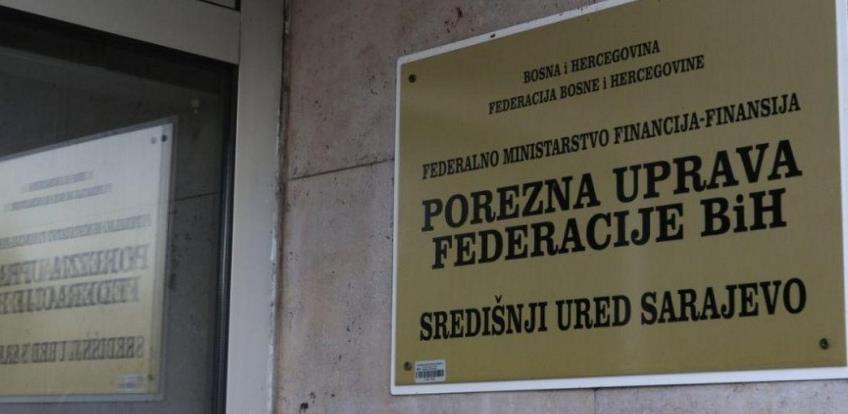 BOSNA i HERCEGOVINA
FEDERACIJA BOSNE i HERCEGOVINE
FEDERALNO MINISTARSTVO FINANCIJA-FINANSIJA
POREZNA UPRAVA
FEDERACIJE BiH
SREDIŠNJI URED SARAJEVO